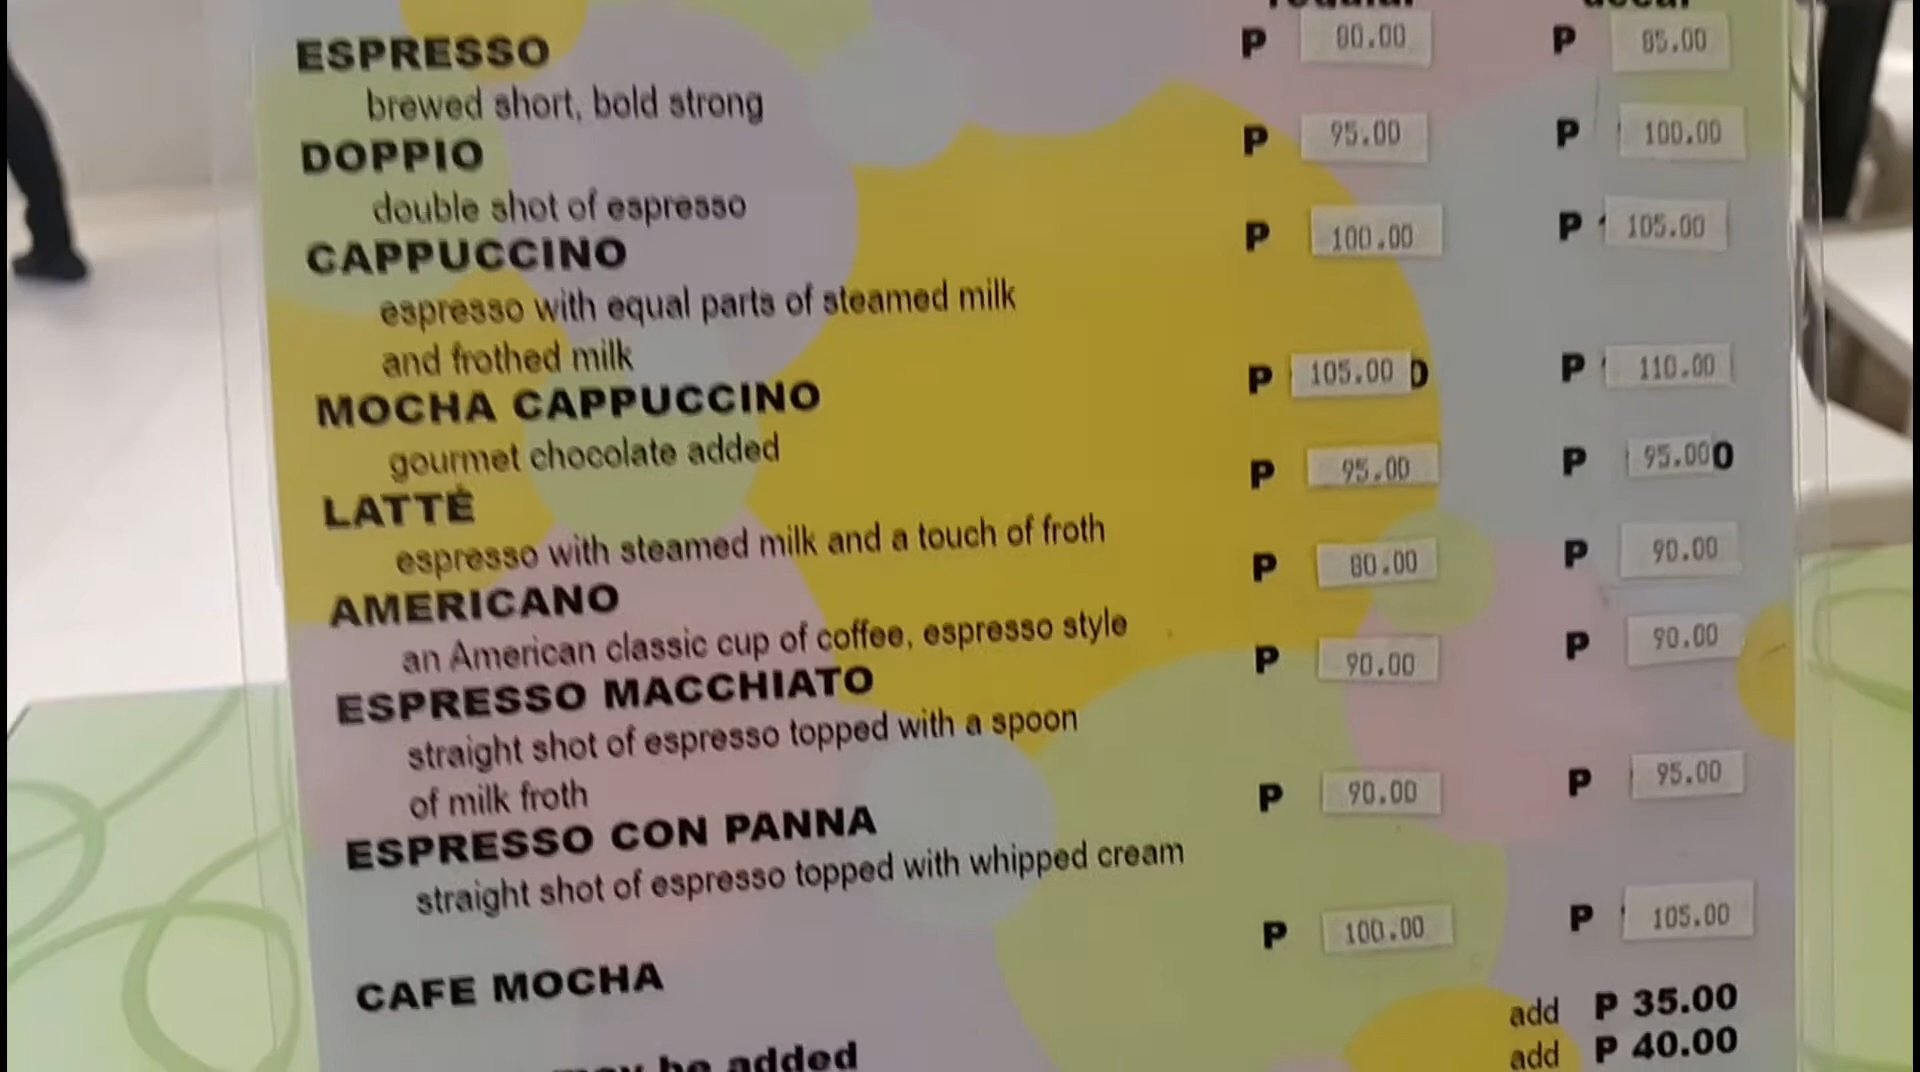 regular decaf
ESPRESSO P 80.00 P 85.00
brewed short, bold strong
DOPPIO P 95.00 P 100.00
double shot of espresso
CAPPUCCINO P 100.00 P 105.00
espresso with equal parts of steamed milk
and frothed milk
MOCHA CAPPUCCINO P 105.00 P 110.00
gourmet chocolate added
LATTÉ P 95.00 P 95.00
espresso with steamed milk and a touch of froth
AMERICANO P 80.00 P 90.00
an American classic cup of coffee, espresso style
ESPRESSO MACCHIATO P 90.00 P 90.00
straight shot of espresso topped with a spoon
of milk froth
ESPRESSO CON PANNA P 90.00 P 95.00
straight shot of espresso topped with whipped cream
CAFE MOCHA P 100.00 P 105.00
add P 35.00
may be added add P 40.00